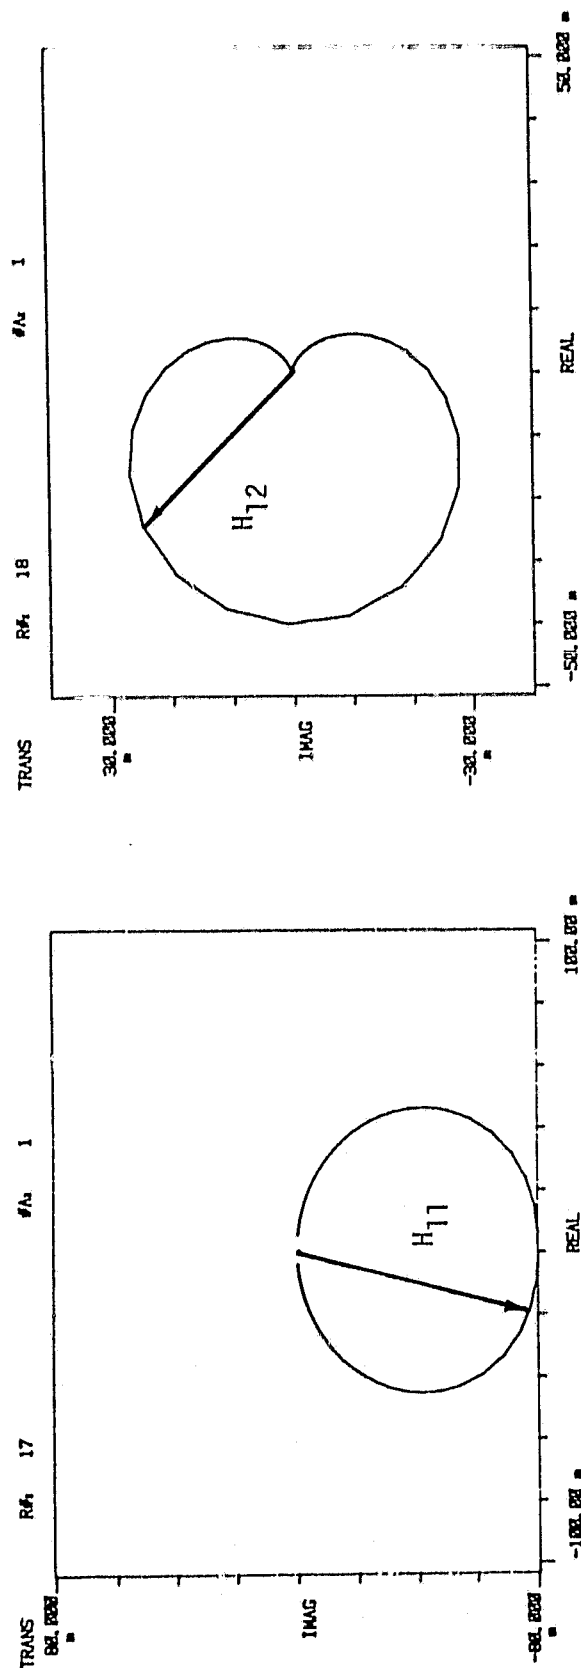 TRANS R#: 17 #A: 1
80.000
m
IMAG
-80.000
m
-100.00 m REAL 100.00 m
H11
TRANS R#: 18 #A: 1
30.000
m
IMAG
-30.000
m
-50.000 m REAL 50.000 m
H12